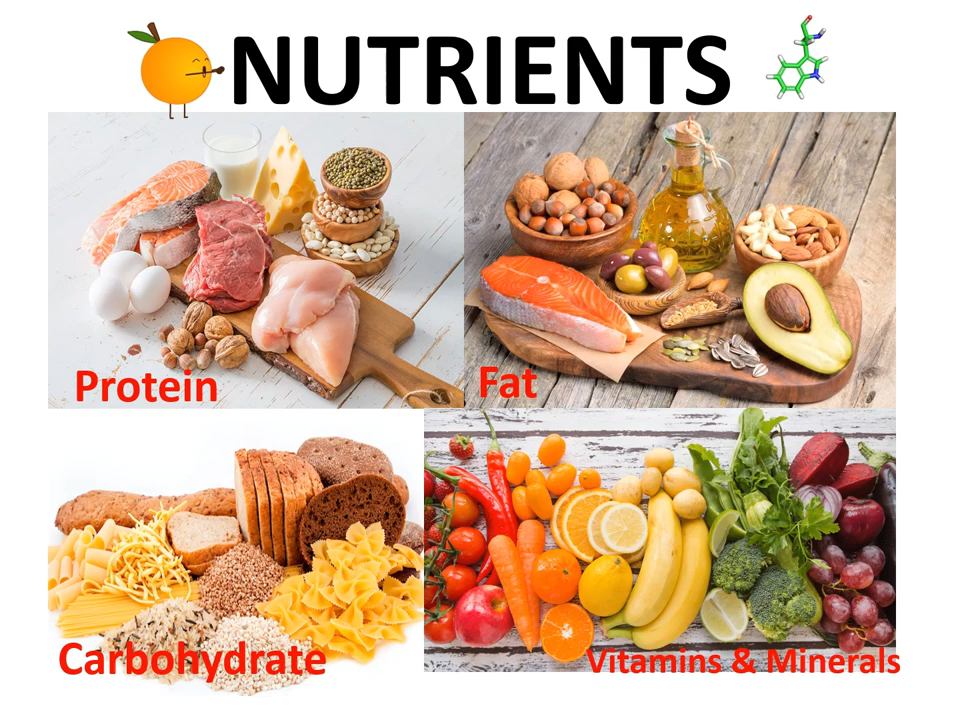 NUTRIENTS
Protein
Fat
Carbohydrate
Vitamins & Minerals